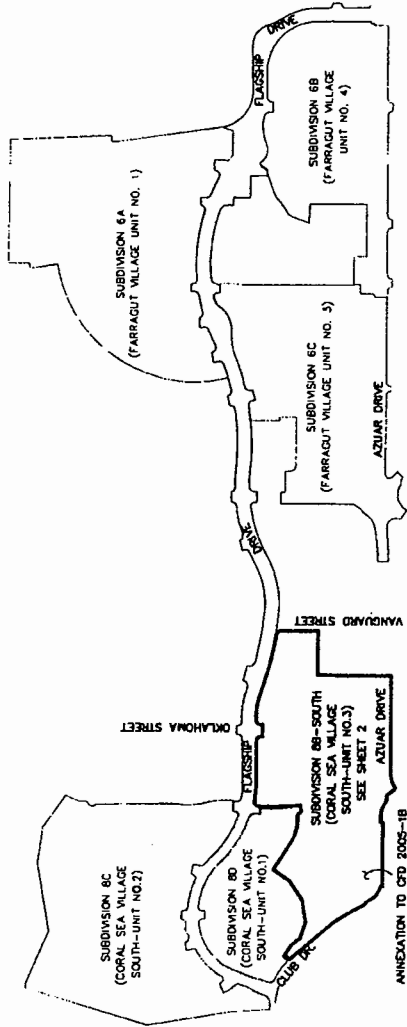 SUBDIVISION 8C
(CORAL SEA VILLAGE
SOUTH-UNIT NO.2)
SUBDIVISION 8D
(CORAL SEA VILLAGE
SOUTH-UNIT NO.1)
CLUB DR.
OKLAHOMA STREET
FLAGSHIP
DRIVE
SUBDIVISION 8B-SOUTH
(CORAL SEA VILLAGE
SOUTH-UNIT NO.3)
SEE SHEET 2
AZUAR DRIVE
ANNEXATION TO CFD 2005-1B
VANGUARD STREET
SUBDIVISION 6A
(FARRAGUT VILLAGE UNIT NO. 1)
SUBDIVISION 6C
(FARRAGUT VILLAGE UNIT NO. 3)
AZUAR DRIVE
FLAGSHIP
DRIVE
SUBDIVISION 6B
(FARRAGUT VILLAGE
UNIT NO. 4)